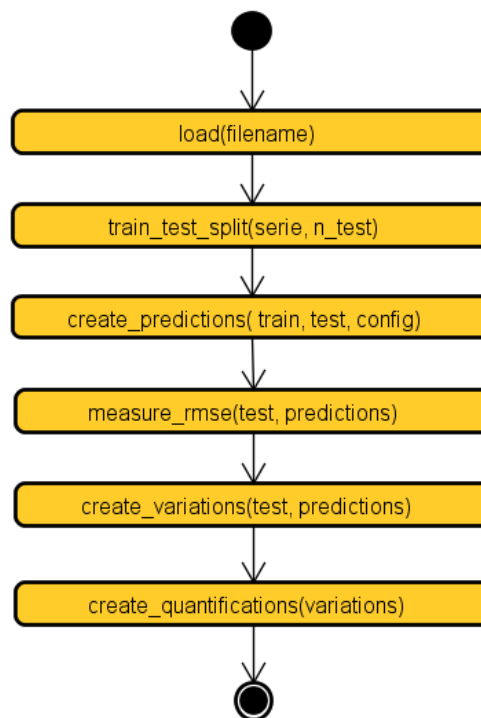 load(filename)
train_test_split(serie, n_test)
create_predictions( train, test, config)
measure_rmse(test, predictions)
create_variations(test, predictions)
create_quantifications(variations)